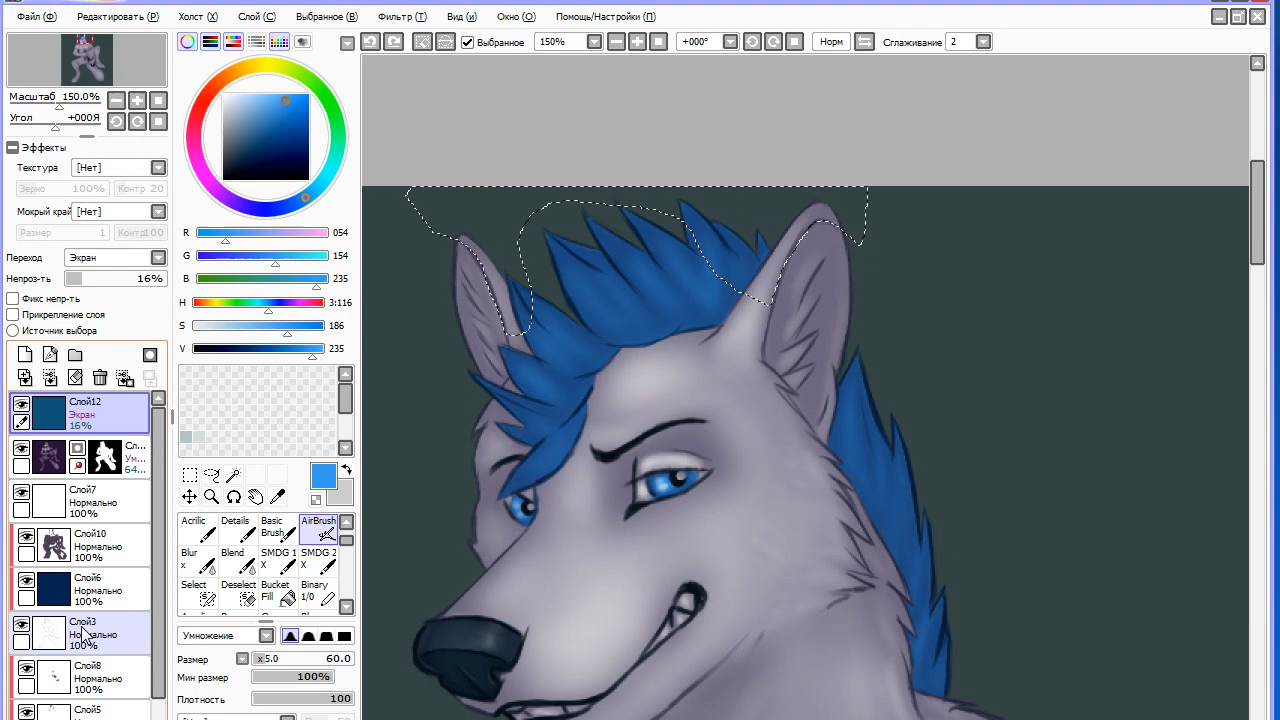 Файл (Ф) Редактировать (Р) Холст (Х) Слой (С) Выбранное (В) Фильтр (Т) Вид (и) Окно (О) Помощь/Настройки (П)
Выбранное 150% +000° Норм Сглаживание 2
Масштаб 150.0%
Угол +000Я
Эффекты
Текстура [Нет]
Зерно 100% Контр 20
Мокрый край [Нет]
Размер 1 Контр100
Переход Экран
Непроз-ть 16%
Фикс непр-ть
Прикрепление слоя
Источник выбора
Слой12
Экран
16%
Сл...
Ум...
64...
Слой7
Нормально
100%
Слой10
Нормально
100%
Слой6
Нормально
100%
Слой3
Нормально
100%
Слой8
Нормально
100%
Слой5
R 054
G 154
B 235
H 3:116
S 186
V 235
Acrilic Details Basic Brush AirBrush
Blur Blend SMDG 1 SMDG 2
x X X
Select Deselect Bucket Fill Binary 1/0
Умножение
Размер x5.0 60.0
Мин размер 100%
Плотность 100